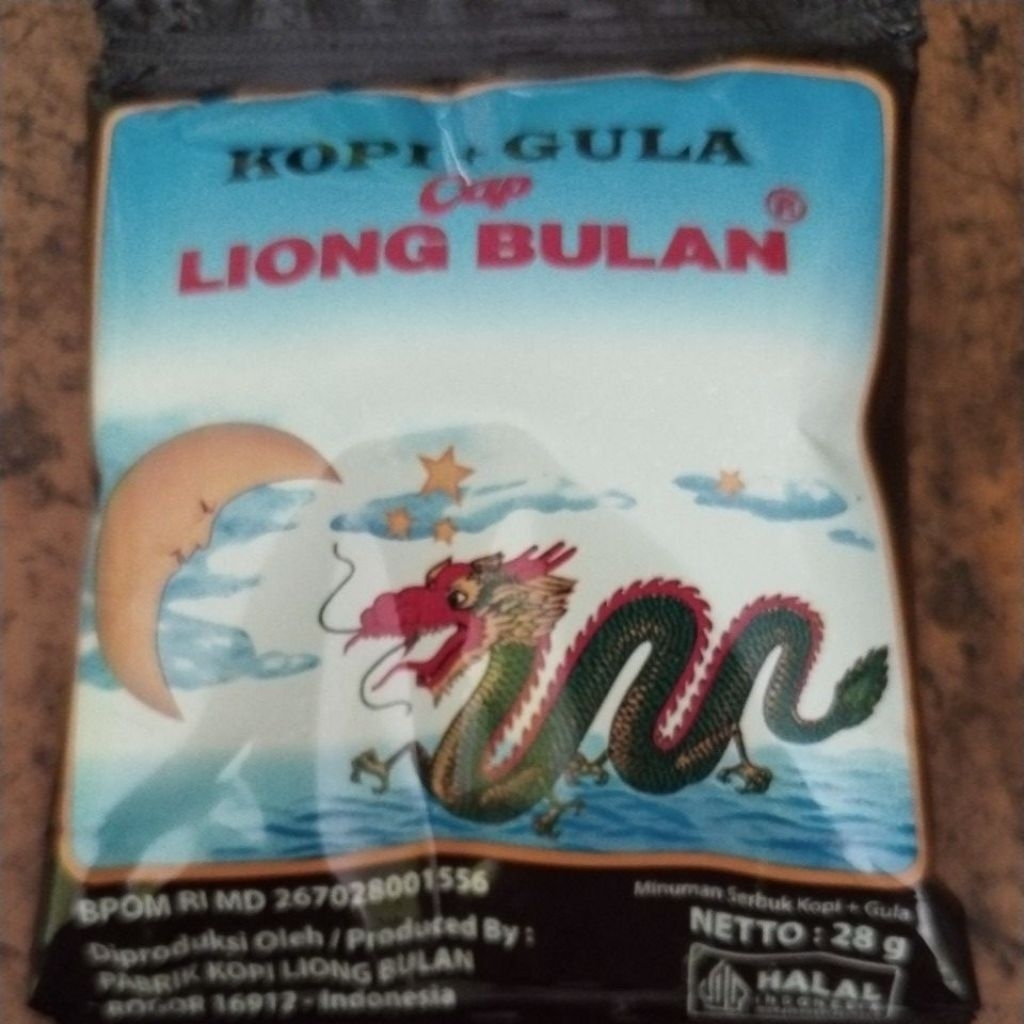 KOPI + GULA
Cap
LIONG BULAN ®
BPOM RI MD 267028001556
Diproduksi Oleh / Produced By :
PABRIK KOPI LIONG BULAN
BOGOR 16912 - Indonesia
Minuman Serbuk Kopi + Gula
NETTO : 28 g
HALAL
INDONESIA